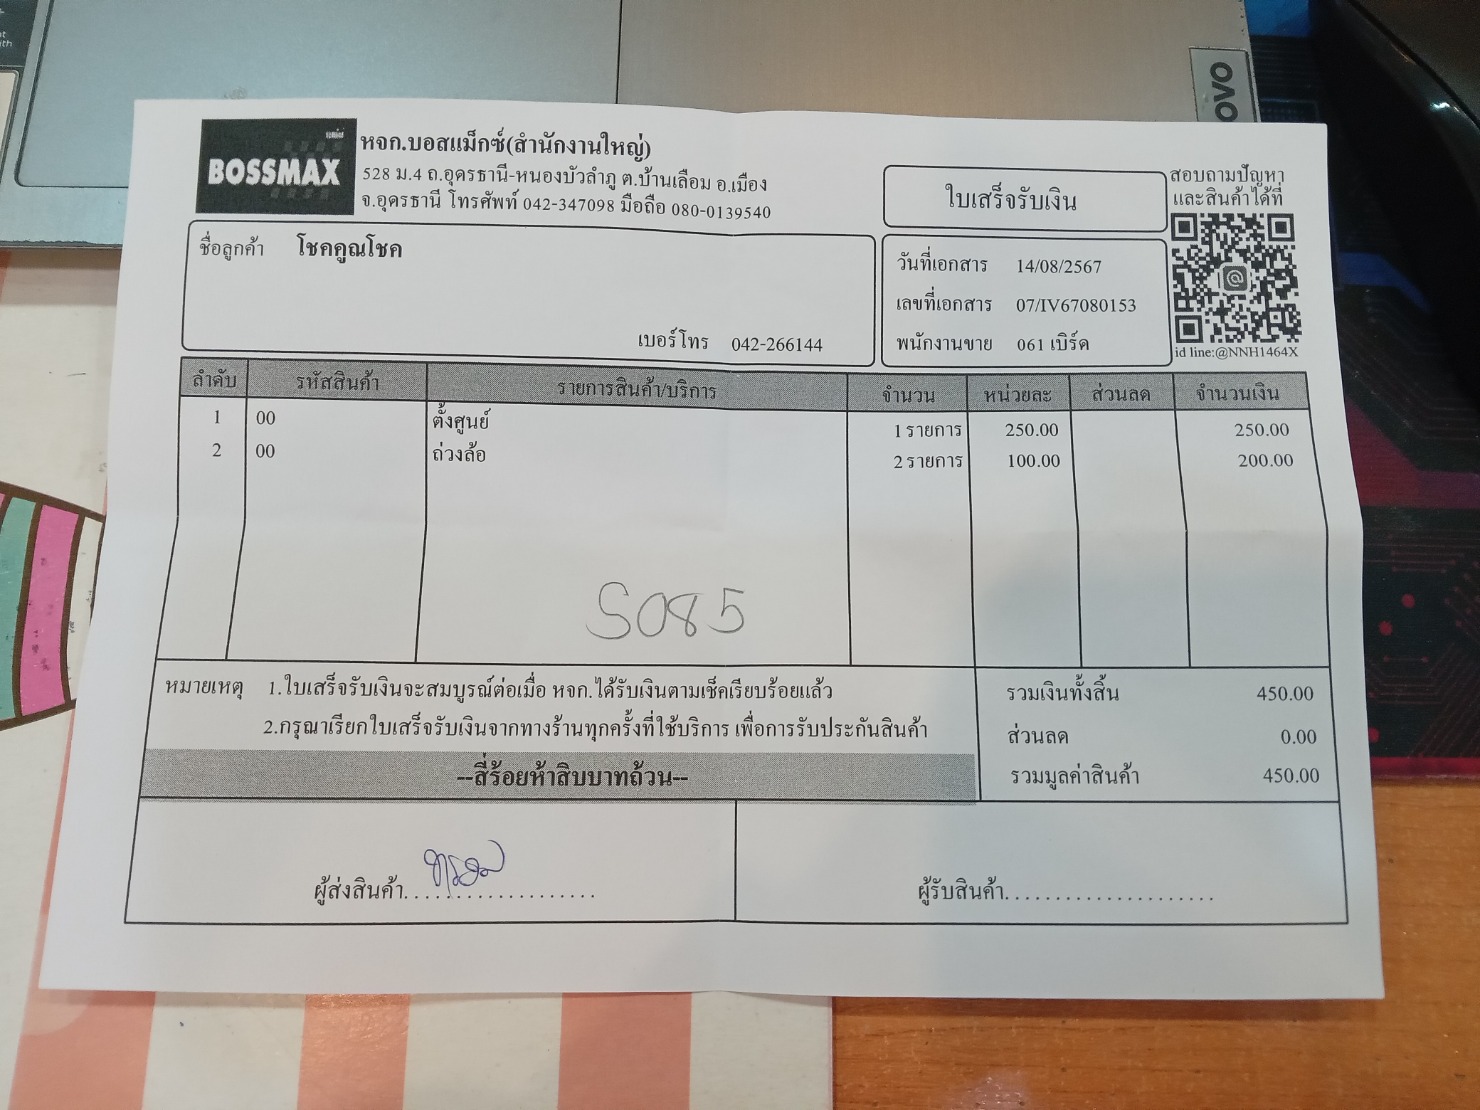 BOSSMAX
หจก.บอสแม็กซ์(สำนักงานใหญ่)
528 ม.4 ถ.อุดรธานี-หนองบัวลำภู ต.บ้านเลื่อม อ.เมือง
จ.อุดรธานี โทรศัพท์ 042-347098 มือถือ 080-0139540
ใบเสร็จรับเงิน
สอบถามปัญหา
และสินค้าได้ที่
id line:@NNH1464X
ชื่อลูกค้า โชคคูณโชค
เบอร์โทร 042-266144
วันที่เอกสาร 14/08/2567
เลขที่เอกสาร 07/IV67080153
พนักงานขาย 061 เบิร์ด
ลำดับ รหัสสินค้า รายการสินค้า/บริการ จำนวน หน่วยละ ส่วนลด จำนวนเงิน
1 00 ตั้งศูนย์ 1 รายการ 250.00 250.00
2 00 ถ่วงล้อ 2 รายการ 100.00 200.00
S085
หมายเหตุ 1.ใบเสร็จรับเงินจะสมบูรณ์ต่อเมื่อ หจก.ได้รับเงินตามเช็คเรียบร้อยแล้ว
2.กรุณาเรียกใบเสร็จรับเงินจากทางร้านทุกครั้งที่ใช้บริการ เพื่อการรับประกันสินค้า
--สี่ร้อยห้าสิบบาทถ้วน--
รวมเงินทั้งสิ้น 450.00
ส่วนลด 0.00
รวมมูลค่าสินค้า 450.00
ผู้ส่งสินค้า....................
ผู้รับสินค้า.....................